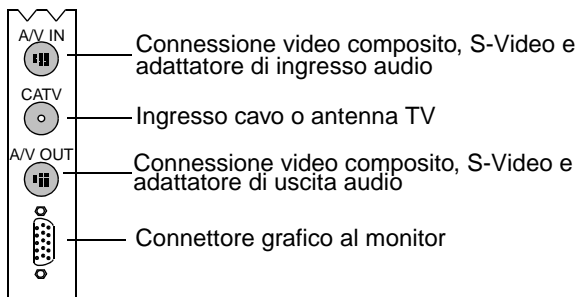 A/V IN
Connessione video composito, S-Video e
adattatore di ingresso audio
CATV
Ingresso cavo o antenna TV
A/V OUT
Connessione video composito, S-Video e
adattatore di uscita audio
Connettore grafico al monitor